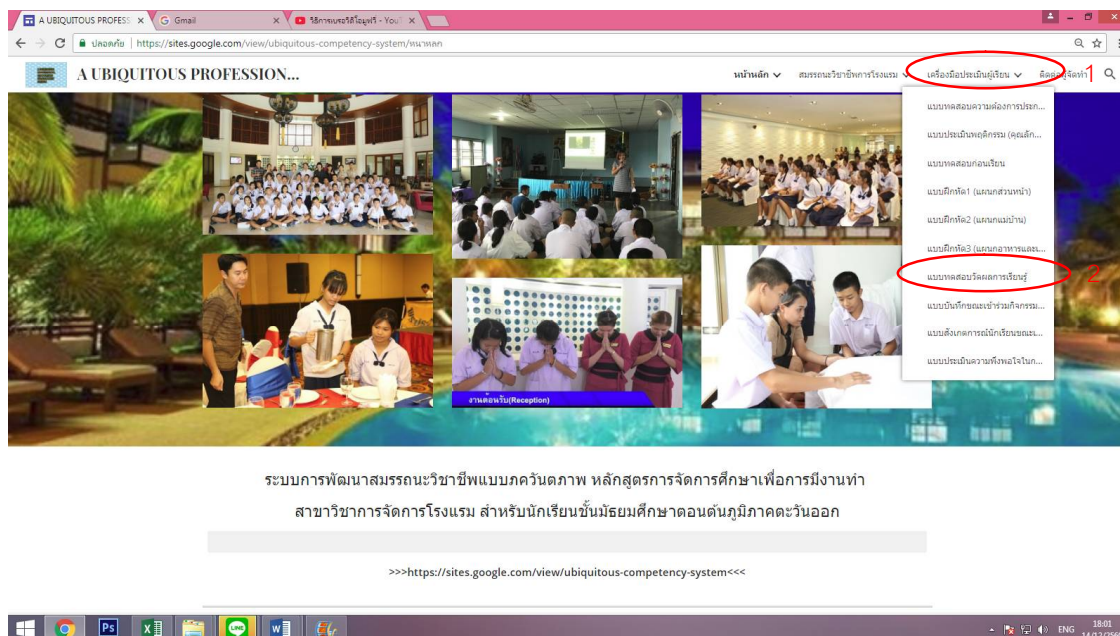 A UBIQUITOUS PROFESS
Gmail
วิธีการเบรอวิดีโอยูฟรี - You
ปลอดภัย
https://sites.google.com/view/ubiquitous-competency-system/หน้าหลัก
A UBIQUITOUS PROFESSION...
หน้าหลัก
สมรรถนะวิชาชีพการโรงแรม
เครื่องมือประเมินผู้เรียน
1
ติดต่อผู้จัดทำ
แบบทดสอบความต้องการประก...
แบบประเมินพฤติกรรม (คุณลัก...
แบบทดสอบก่อนเรียน
แบบฝึกหัด1 (แผนกส่วนหน้า)
แบบฝึกหัด2 (แผนกแม่บ้าน)
แบบฝึกหัด3 (แผนกอาหารและเ...
แบบทดสอบวัดผลการเรียนรู้
2
แบบบันทึกขณะเข้าร่วมกิจกรรม...
แบบสังเกตการณ์นักเรียนขณะเ...
แบบประเมินความพึงพอใจในก...
งานต้อนรับ(Reception)
ระบบการพัฒนาสมรรถนะวิชาชีพแบบภควันตภาพ หลักสูตรการจัดการศึกษาเพื่อการมีงานทำ
สาขาวิชาการจัดการโรงแรม สำหรับนักเรียนชั้นมัธยมศึกษาตอนต้นภูมิภาคตะวันออก
>>>https://sites.google.com/view/ubiquitous-competency-system<<<
Ps
LINE
ENG
18:01